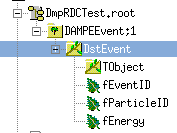 DmpRDCTest.root
DAMPEEvent;1
DstEvent
TObject
fEventID
fParticleID
fEnergy